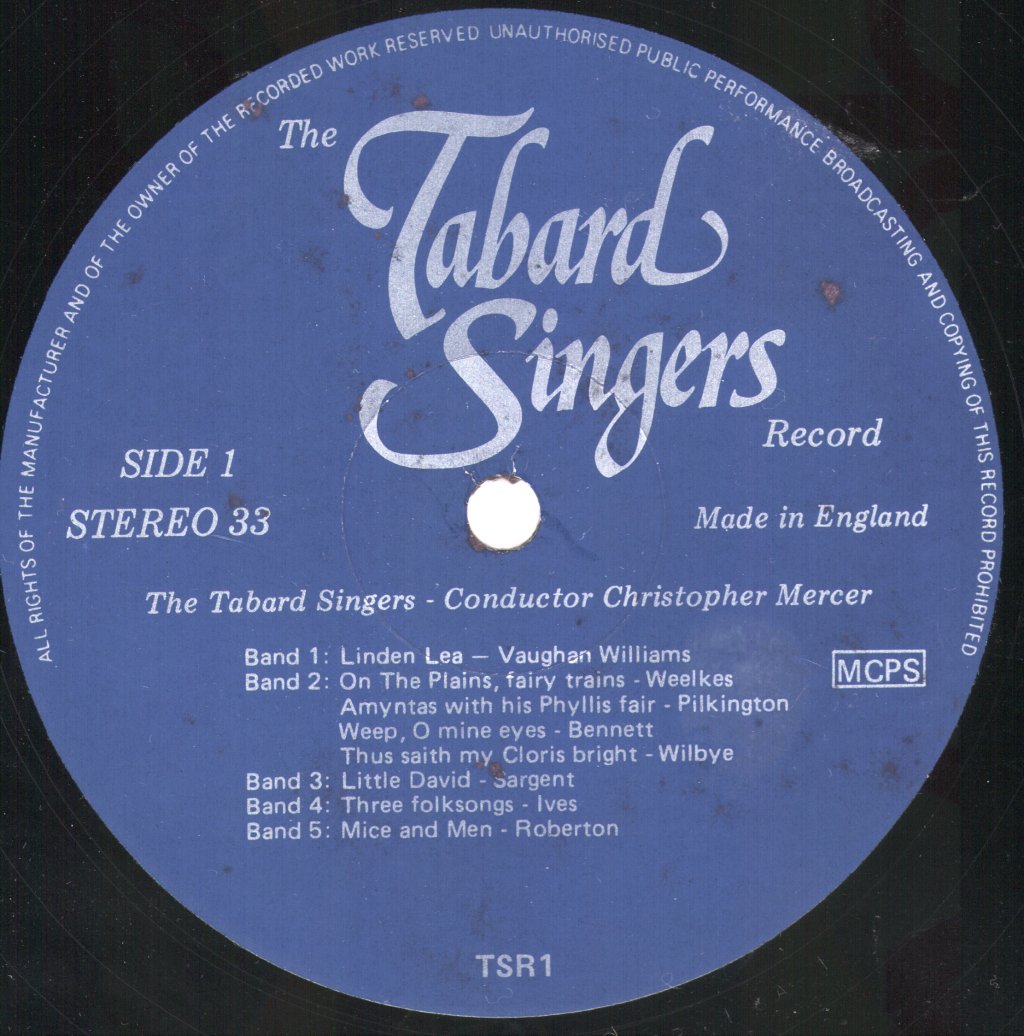 ALL RIGHTS OF THE MANUFACTURER AND OF THE OWNER OF THE RECORDED WORK RESERVED UNAUTHORISED PUBLIC PERFORMANCE BROADCASTING AND COPYING OF THIS RECORD PROHIBITED
The
Tabard
Singers
Record
SIDE 1
STEREO 33
Made in England
The Tabard Singers - Conductor Christopher Mercer
Band 1: Linden Lea – Vaughan Williams
Band 2: On The Plains, fairy trains - Weelkes
Amyntas with his Phyllis fair - Pilkington
Weep, O mine eyes - Bennett
Thus saith my Cloris bright - Wilbye
Band 3: Little David - Sargent
Band 4: Three folksongs - Ives
Band 5: Mice and Men - Roberton
MCPS
TSR1